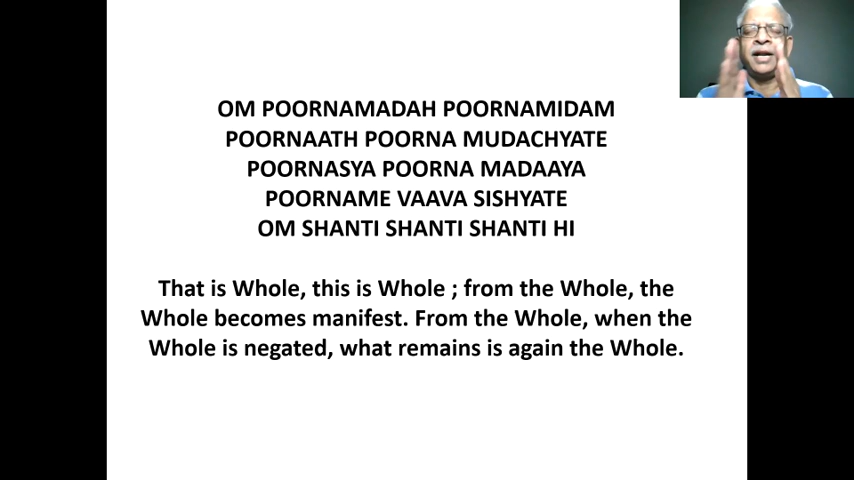 OM POORNAMADAH POORNAMIDAM
POORNAATH POORNA MUDACHYATE
POORNASYA POORNA MADAAYA
POORNAME VAAVA SISHYATE
OM SHANTI SHANTI SHANTI HI
That is Whole, this is Whole ; from the Whole, the
Whole becomes manifest. From the Whole, when the
Whole is negated, what remains is again the Whole.